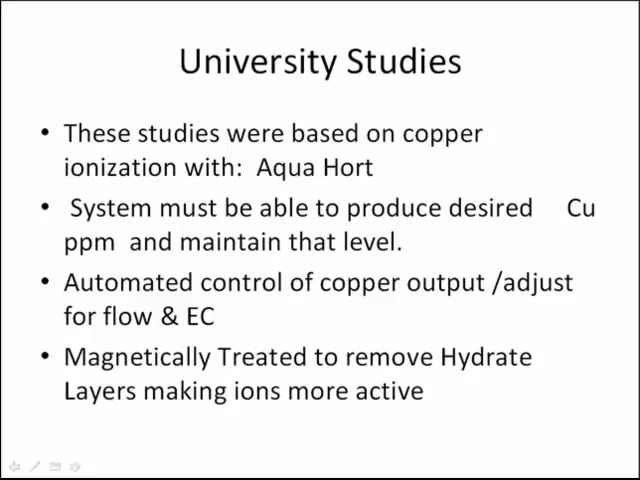 University Studies
• These studies were based on copper
ionization with:  Aqua Hort
• System must be able to produce desired    Cu
ppm  and maintain that level.
• Automated control of copper output /adjust
for flow & EC
• Magnetically Treated to remove Hydrate
Layers making ions more active